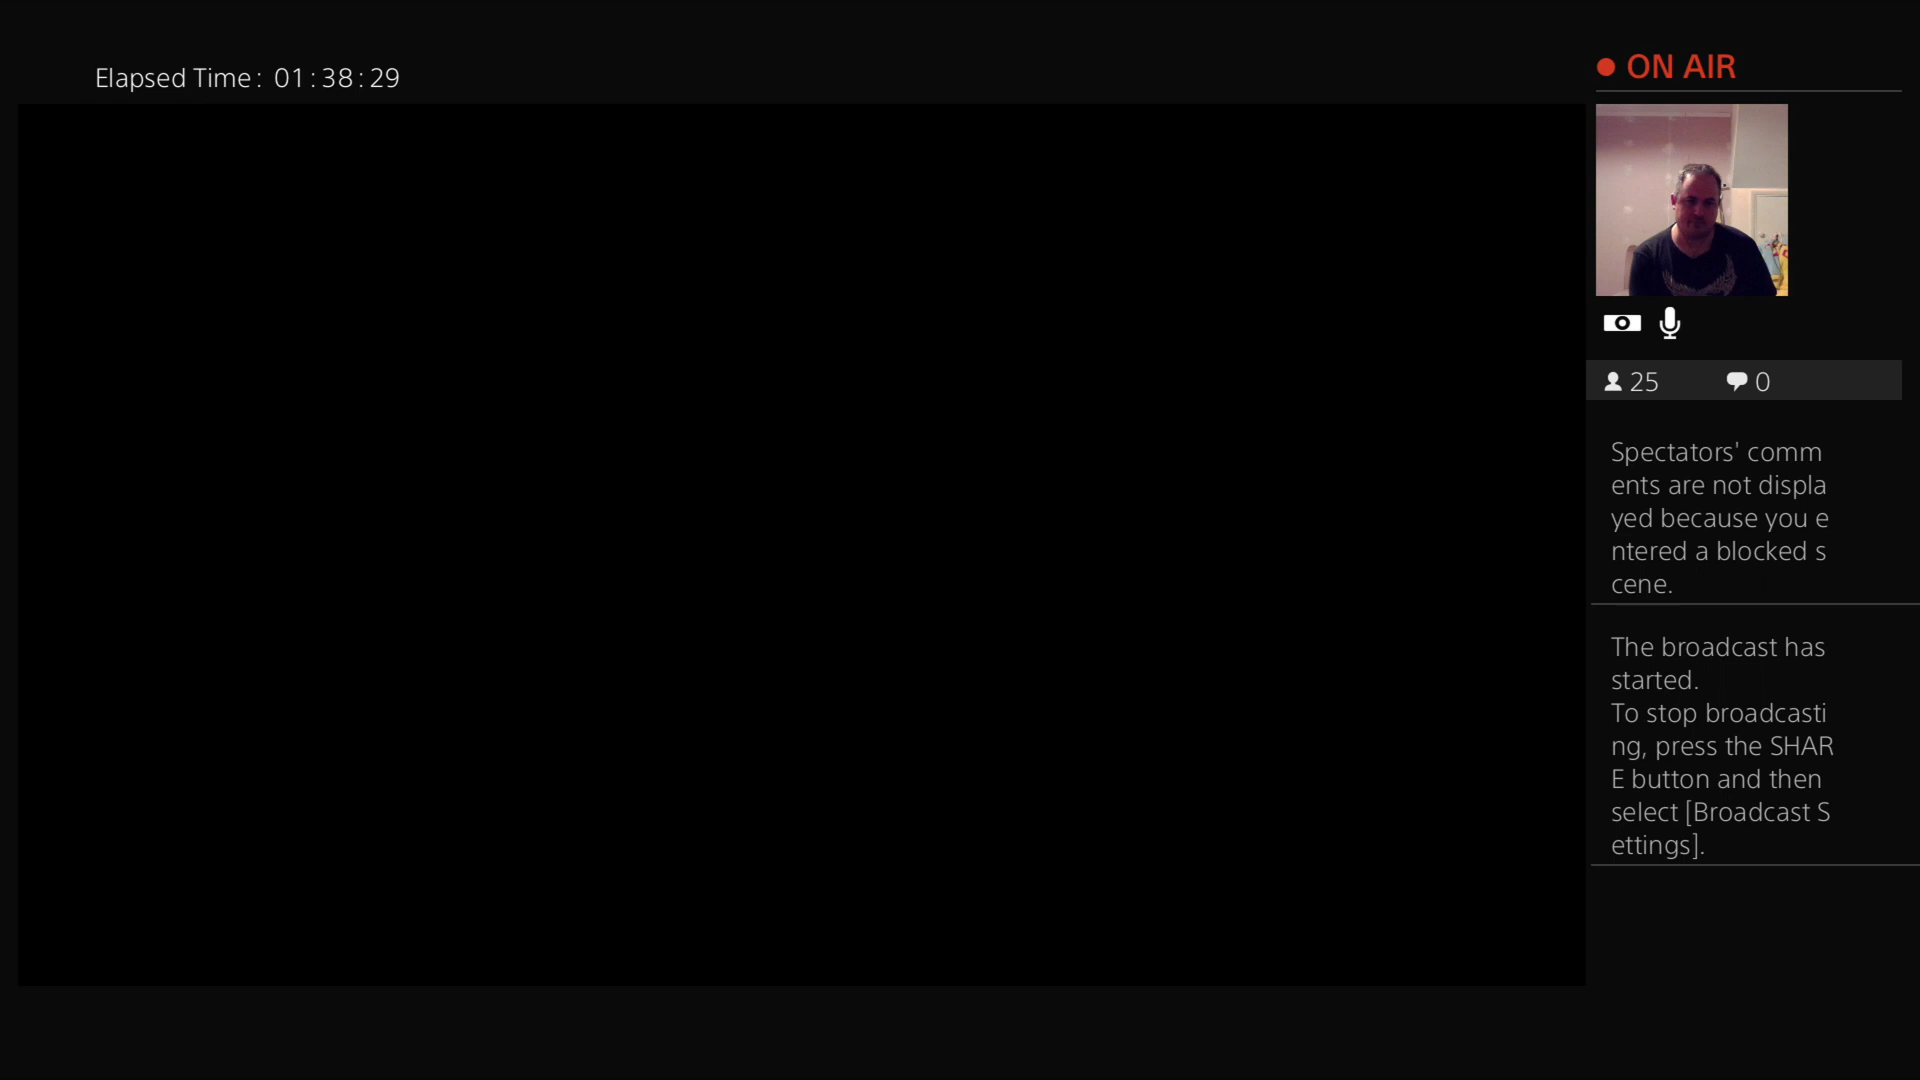 Elapsed Time: 01:38:29
ON AIR
25 0
Spectators' comm
ents are not displa
yed because you e
ntered a blocked s
cene.
The broadcast has
started.
To stop broadcasti
ng, press the SHAR
E button and then
select [Broadcast S
ettings].